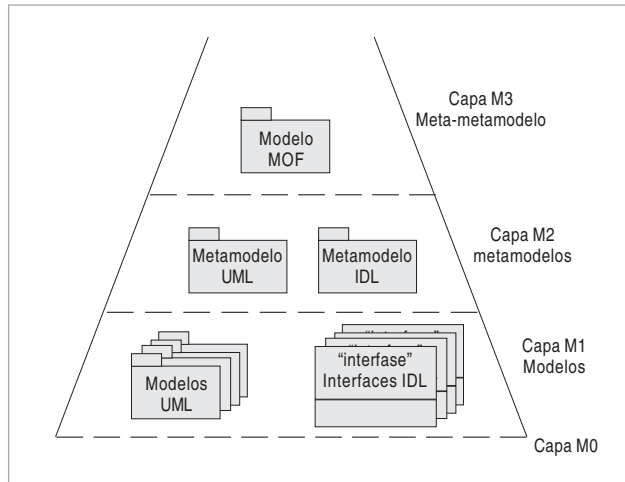 Capa M3
Meta-metamodelo
Modelo
MOF
Capa M2
metamodelos
Metamodelo
UML
Metamodelo
IDL
Capa M1
Modelos
Modelos
UML
“interfase”
Interfaces IDL
Capa M0